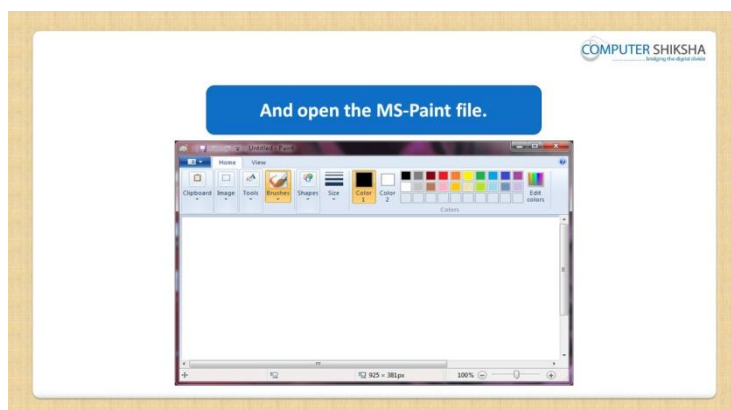 COMPUTER SHIKSHA
bridging the digital divide
And open the MS-Paint file.
Untitled - Paint
Home View
Clipboard Image Tools Brushes Shapes Size Color 1 Color 2 Edit colors
Colors
925 × 381px 100%